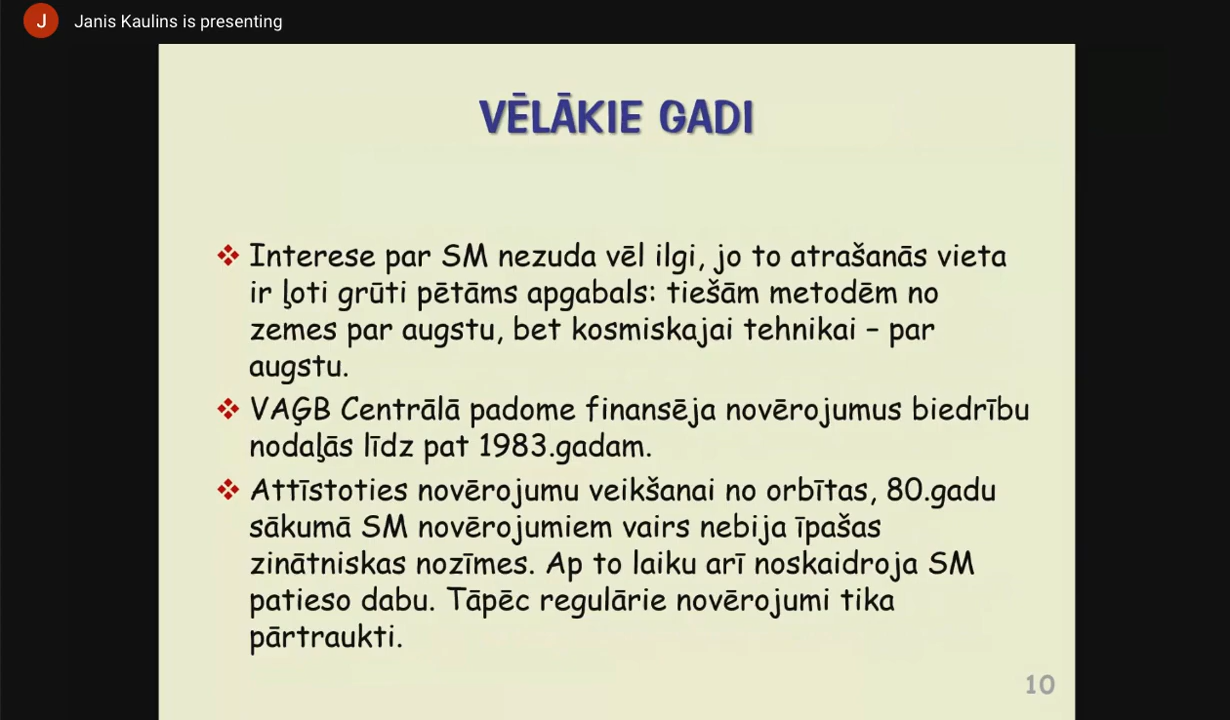 J
Janis Kaulins is presenting
VĒLĀKIE GADI
Interese par SM nezuda vēl ilgi, jo to atrašanās vieta
ir ļoti grūti pētāms apgabals: tiešām metodēm no
zemes par augstu, bet kosmiskajai tehnikai – par
augstu.
VAĢB Centrālā padome finansēja novērojumus biedrību
nodaļās līdz pat 1983.gadam.
Attīstoties novērojumu veikšanai no orbītas, 80.gadu
sākumā SM novērojumiem vairs nebija īpašas
zinātniskas nozīmes. Ap to laiku arī noskaidroja SM
patieso dabu. Tāpēc regulārie novērojumi tika
pārtraukti.
10